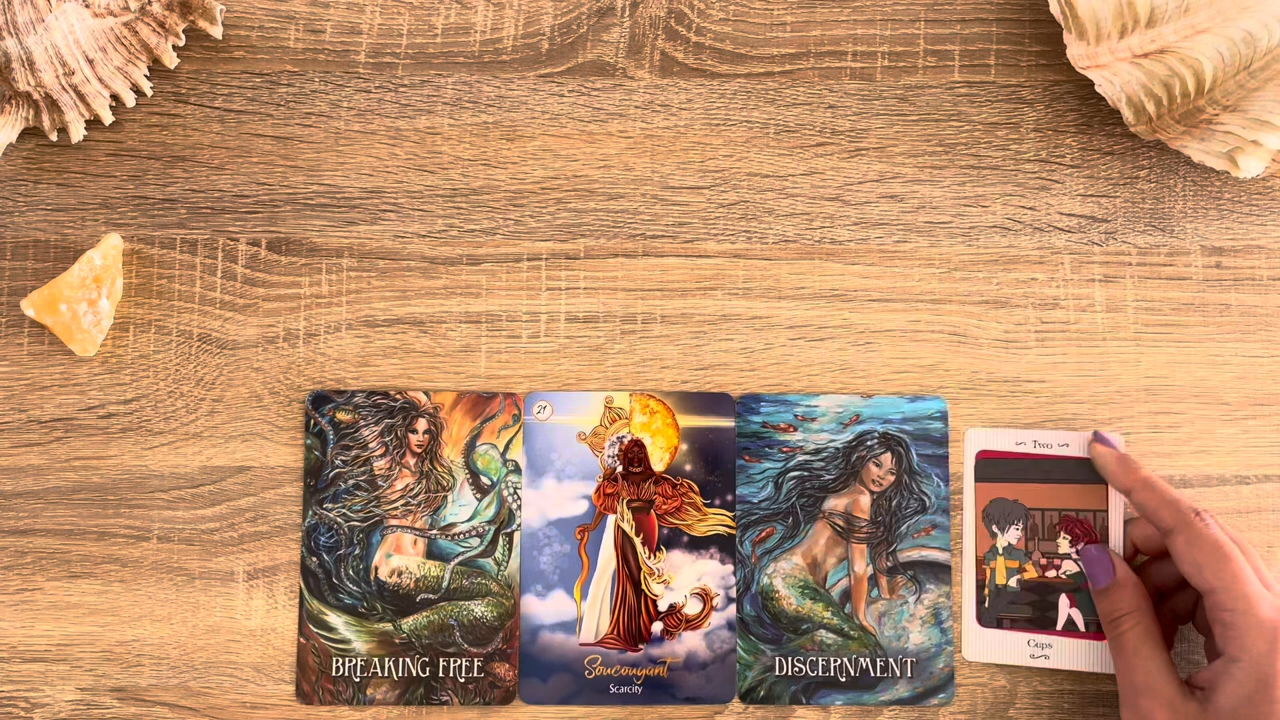 BREAKING FREE
21
Soucouyant
Scarcity
DISCERNMENT
Two
Cups